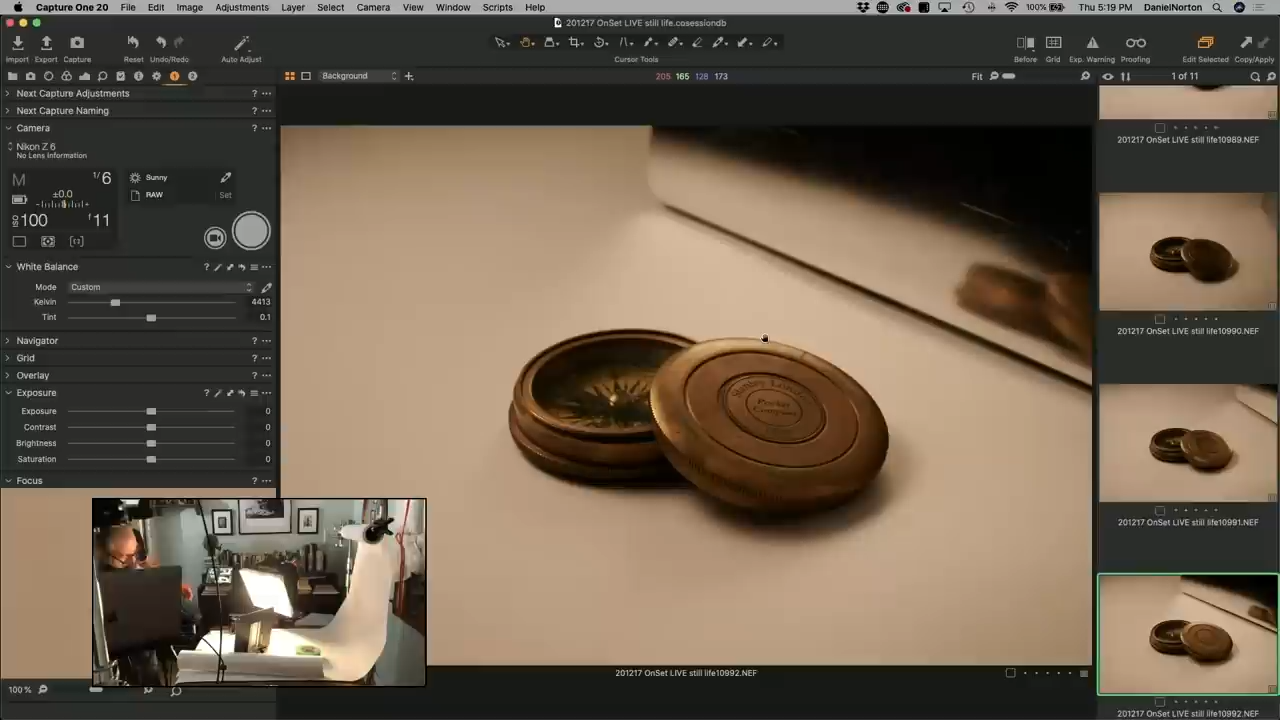 Capture One 20 File Edit Image Adjustments Layer Select Camera View Window Scripts Help 100% Thu 5:19 PM DanielNorton
201217 OnSet LIVE still life.cosessiondb
Import Export Capture Reset Undo/Redo Auto Adjust Cursor Tools Before Grid Exp. Warning Proofing Edit Selected Copy/Apply
Background 205 165 128 173 Fit 1 of 11
Next Capture Adjustments ? ...
Next Capture Naming ? ...
Camera ? ...
Nikon Z 6
No Lens Information
M 1/6 Sunny
±0.0 RAW Set
ISO 100 f11
White Balance ? ...
Mode Custom
Kelvin 4413
Tint 0.1
Navigator ? ...
Grid ? ...
Overlay ? ...
Exposure ? ...
Exposure 0
Contrast 0
Brightness 0
Saturation 0
Focus ? ...
100%
Stanley London
Pocket
Compass
201217 OnSet LIVE still life10992.NEF
201217 OnSet LIVE still life10989.NEF
201217 OnSet LIVE still life10990.NEF
201217 OnSet LIVE still life10991.NEF
201217 OnSet LIVE still life10992.NEF